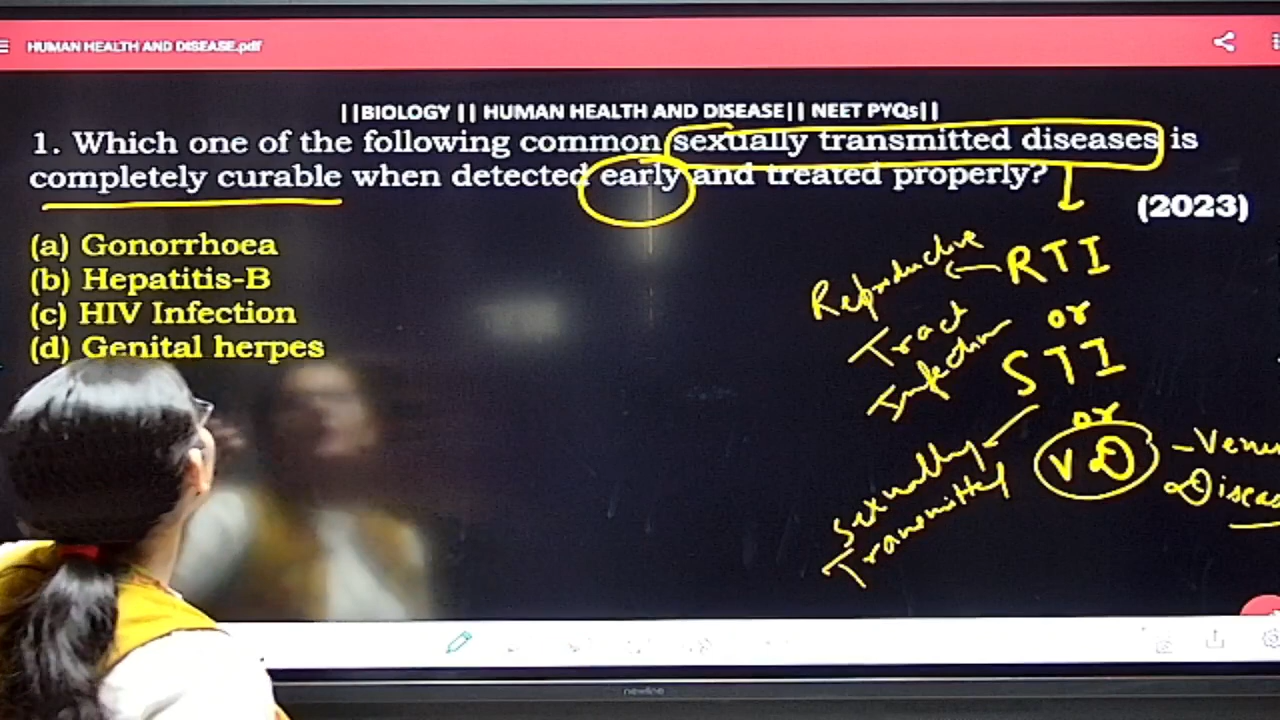 HUMAN HEALTH AND DISEASE.pdf
||BIOLOGY || HUMAN HEALTH AND DISEASE|| NEET PYQs||
1. Which one of the following common sexually transmitted diseases is
completely curable when detected early and treated properly?
(2023)
(a) Gonorrhoea
(b) Hepatitis-B
(c) HIV Infection
(d) Genital herpes
RTI
Reproductive
Tract
Infection
or
STI
Sexually
Transmitted
or
VD
newline